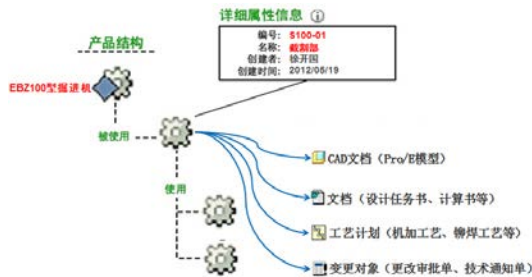 详细属性信息 ⓘ
编号: S100-01
名称: 截割部
创建者: 徐开国
创建时间: 2012/05/19
产品结构
EBZ100型掘进机
被使用
使用
CAD文档（Pro/E模型）
文档（设计任务书、计算书等）
工艺计划（机加工艺、铆焊工艺等）
变更对象（更改审批单、技术通知单）